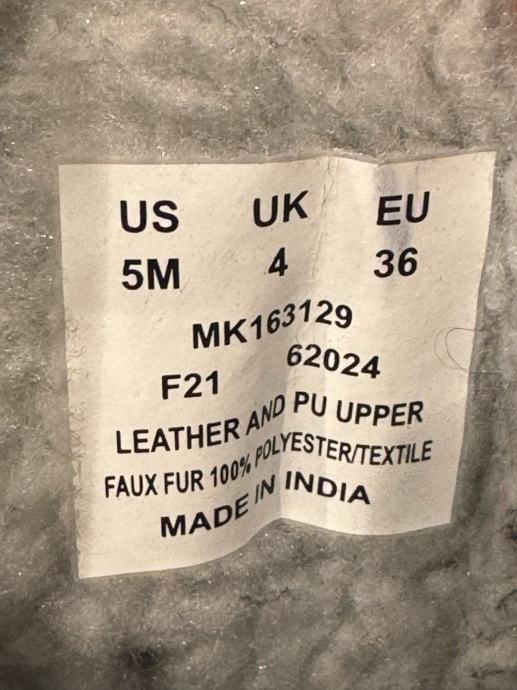 US UK EU
5M 4 36
MK163129
F21 62024
LEATHER AND PU UPPER
FAUX FUR 100% POLYESTER/TEXTILE
MADE IN INDIA